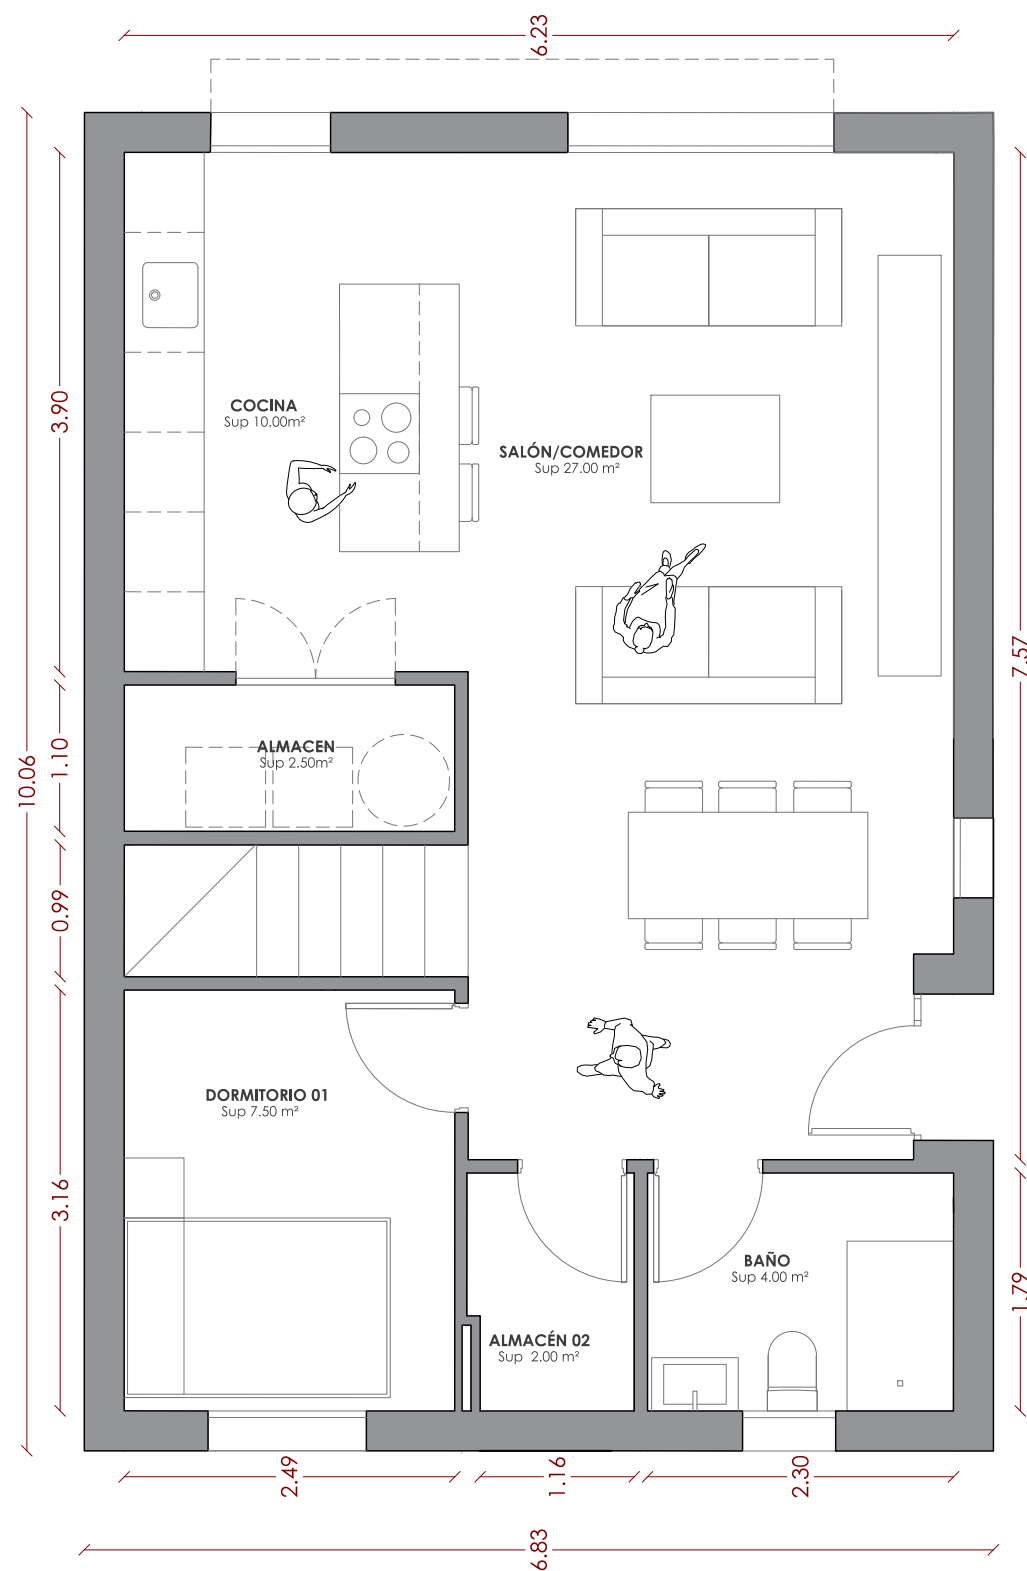 6.23
COCINA
Sup 10.00m²
SALÓN/COMEDOR
Sup 27.00 m²
3.90
7.57
10.06
1.10
ALMACEN
Sup 2.50m²
0.99
DORMITORIO 01
Sup 7.50 m²
3.16
BAÑO
Sup 4.00 m²
1.79
ALMACÉN 02
Sup 2.00 m²
2.49
1.16
2.30
6.83